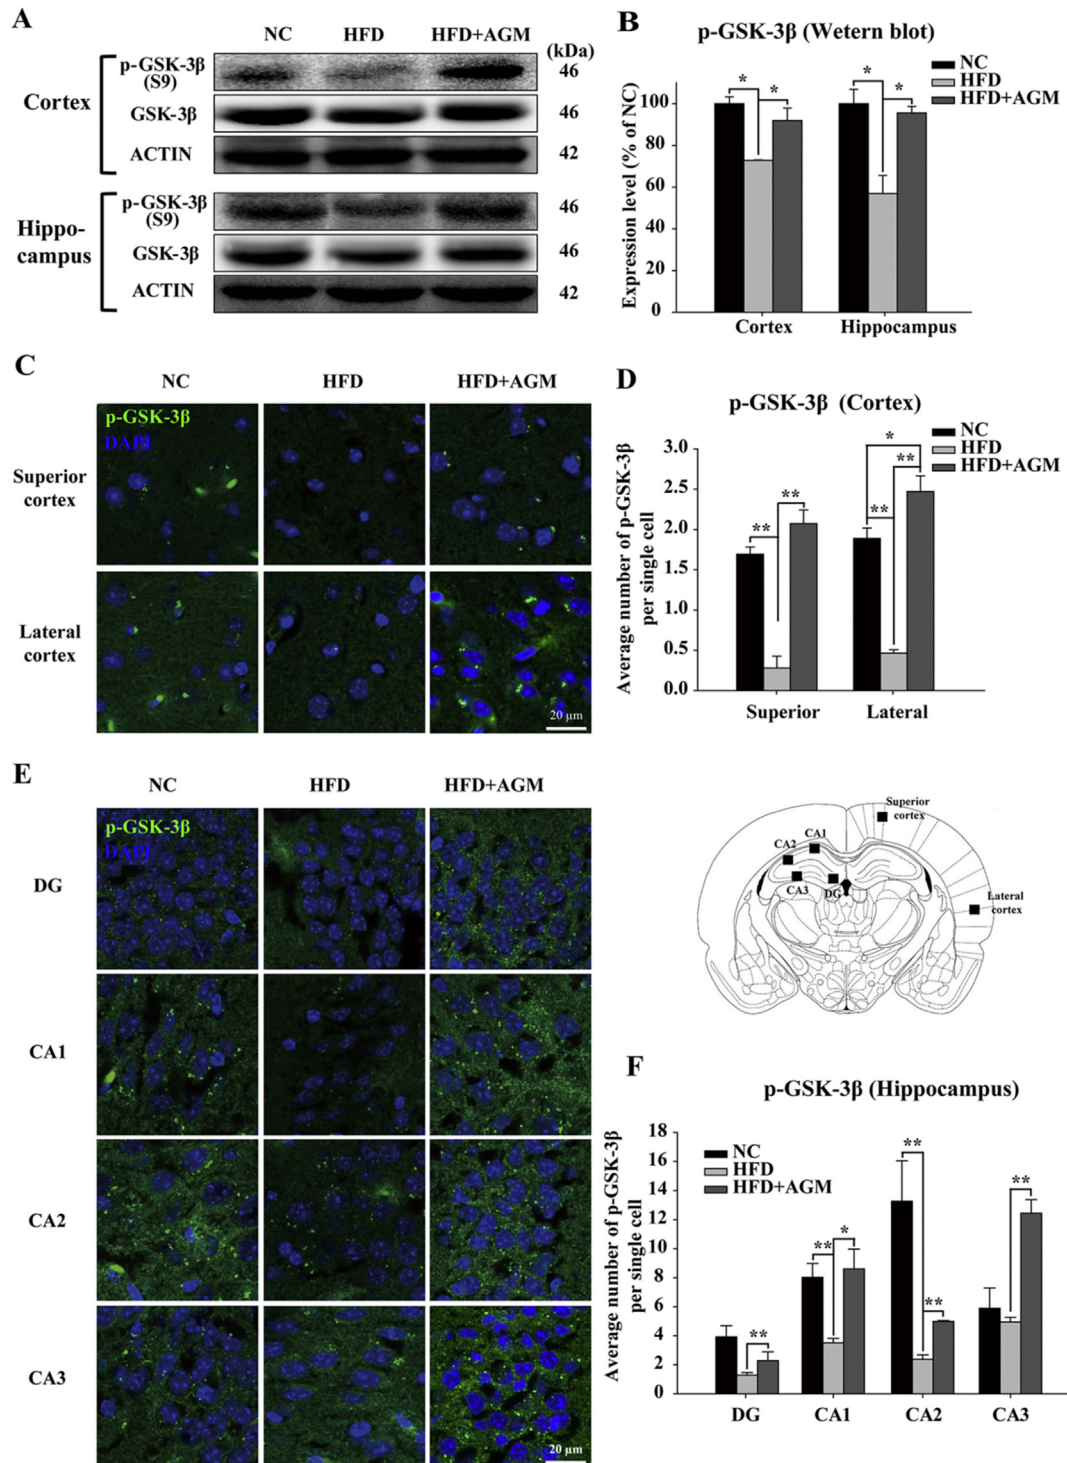 A
NC HFD HFD+AGM (kDa)
Cortex
p-GSK-3β
(S9)
46
GSK-3β 46
ACTIN 42
Hippo-
campus
p-GSK-3β
(S9)
46
GSK-3β 46
ACTIN 42
B
p-GSK-3β (Wetern blot)
NC
HFD
HFD+AGM
Expression level (% of NC)
100
80
60
40
20
0
* * * *
Cortex Hippocampus
C
NC HFD HFD+AGM
p-GSK-3β
DAPI
Superior
cortex
Lateral
cortex
20 µm
D
p-GSK-3β (Cortex)
NC
HFD
HFD+AGM
Average number of p-GSK-3β
per single cell
3.0
2.5
2.0
1.5
1.0
0.5
0.0
** ** ** ** *
Superior Lateral
E
NC HFD HFD+AGM
p-GSK-3β
DAPI
DG
CA1
CA2
CA3
20 µm
Superior
cortex
CA1
CA2
CA3
DG
Lateral
cortex
F
p-GSK-3β (Hippocampus)
NC
HFD
HFD+AGM
Average number of p-GSK-3β
per single cell
18
16
14
12
10
8
6
4
2
0
** ** * ** ** **
DG CA1 CA2 CA3